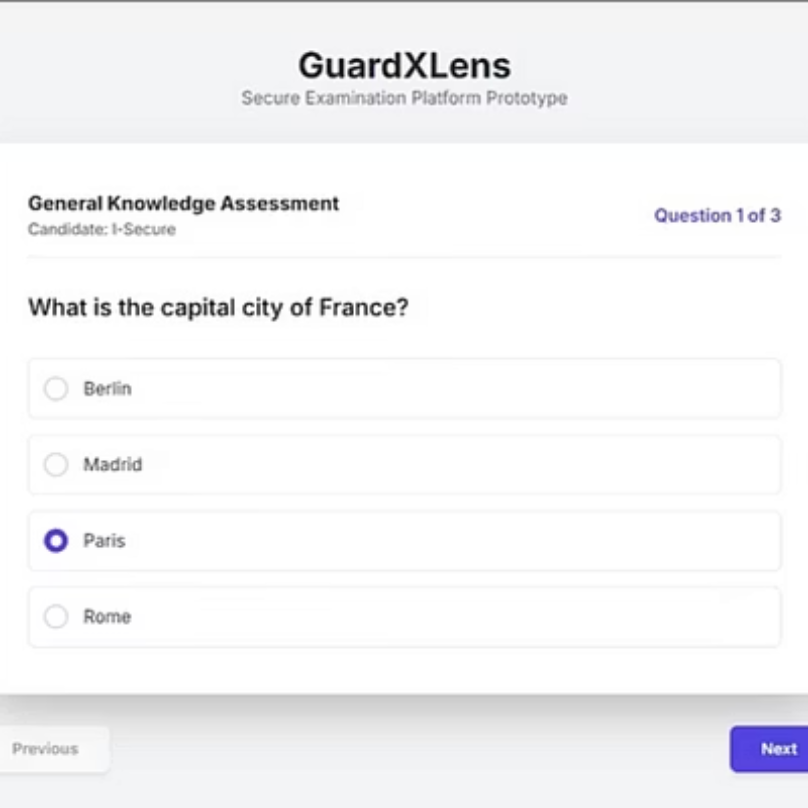 GuardXLens
Secure Examination Platform Prototype
General Knowledge Assessment
Candidate: I-Secure
Question 1 of 3
What is the capital city of France?
Berlin
Madrid
Paris
Rome
Previous
Next